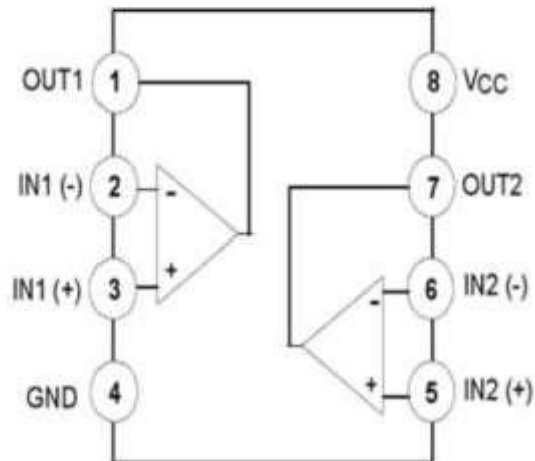 OUT1 1
8 VCC
IN1 (-) 2 -
7 OUT2
IN1 (+) 3 +
- 6 IN2 (-)
GND 4
+ 5 IN2 (+)